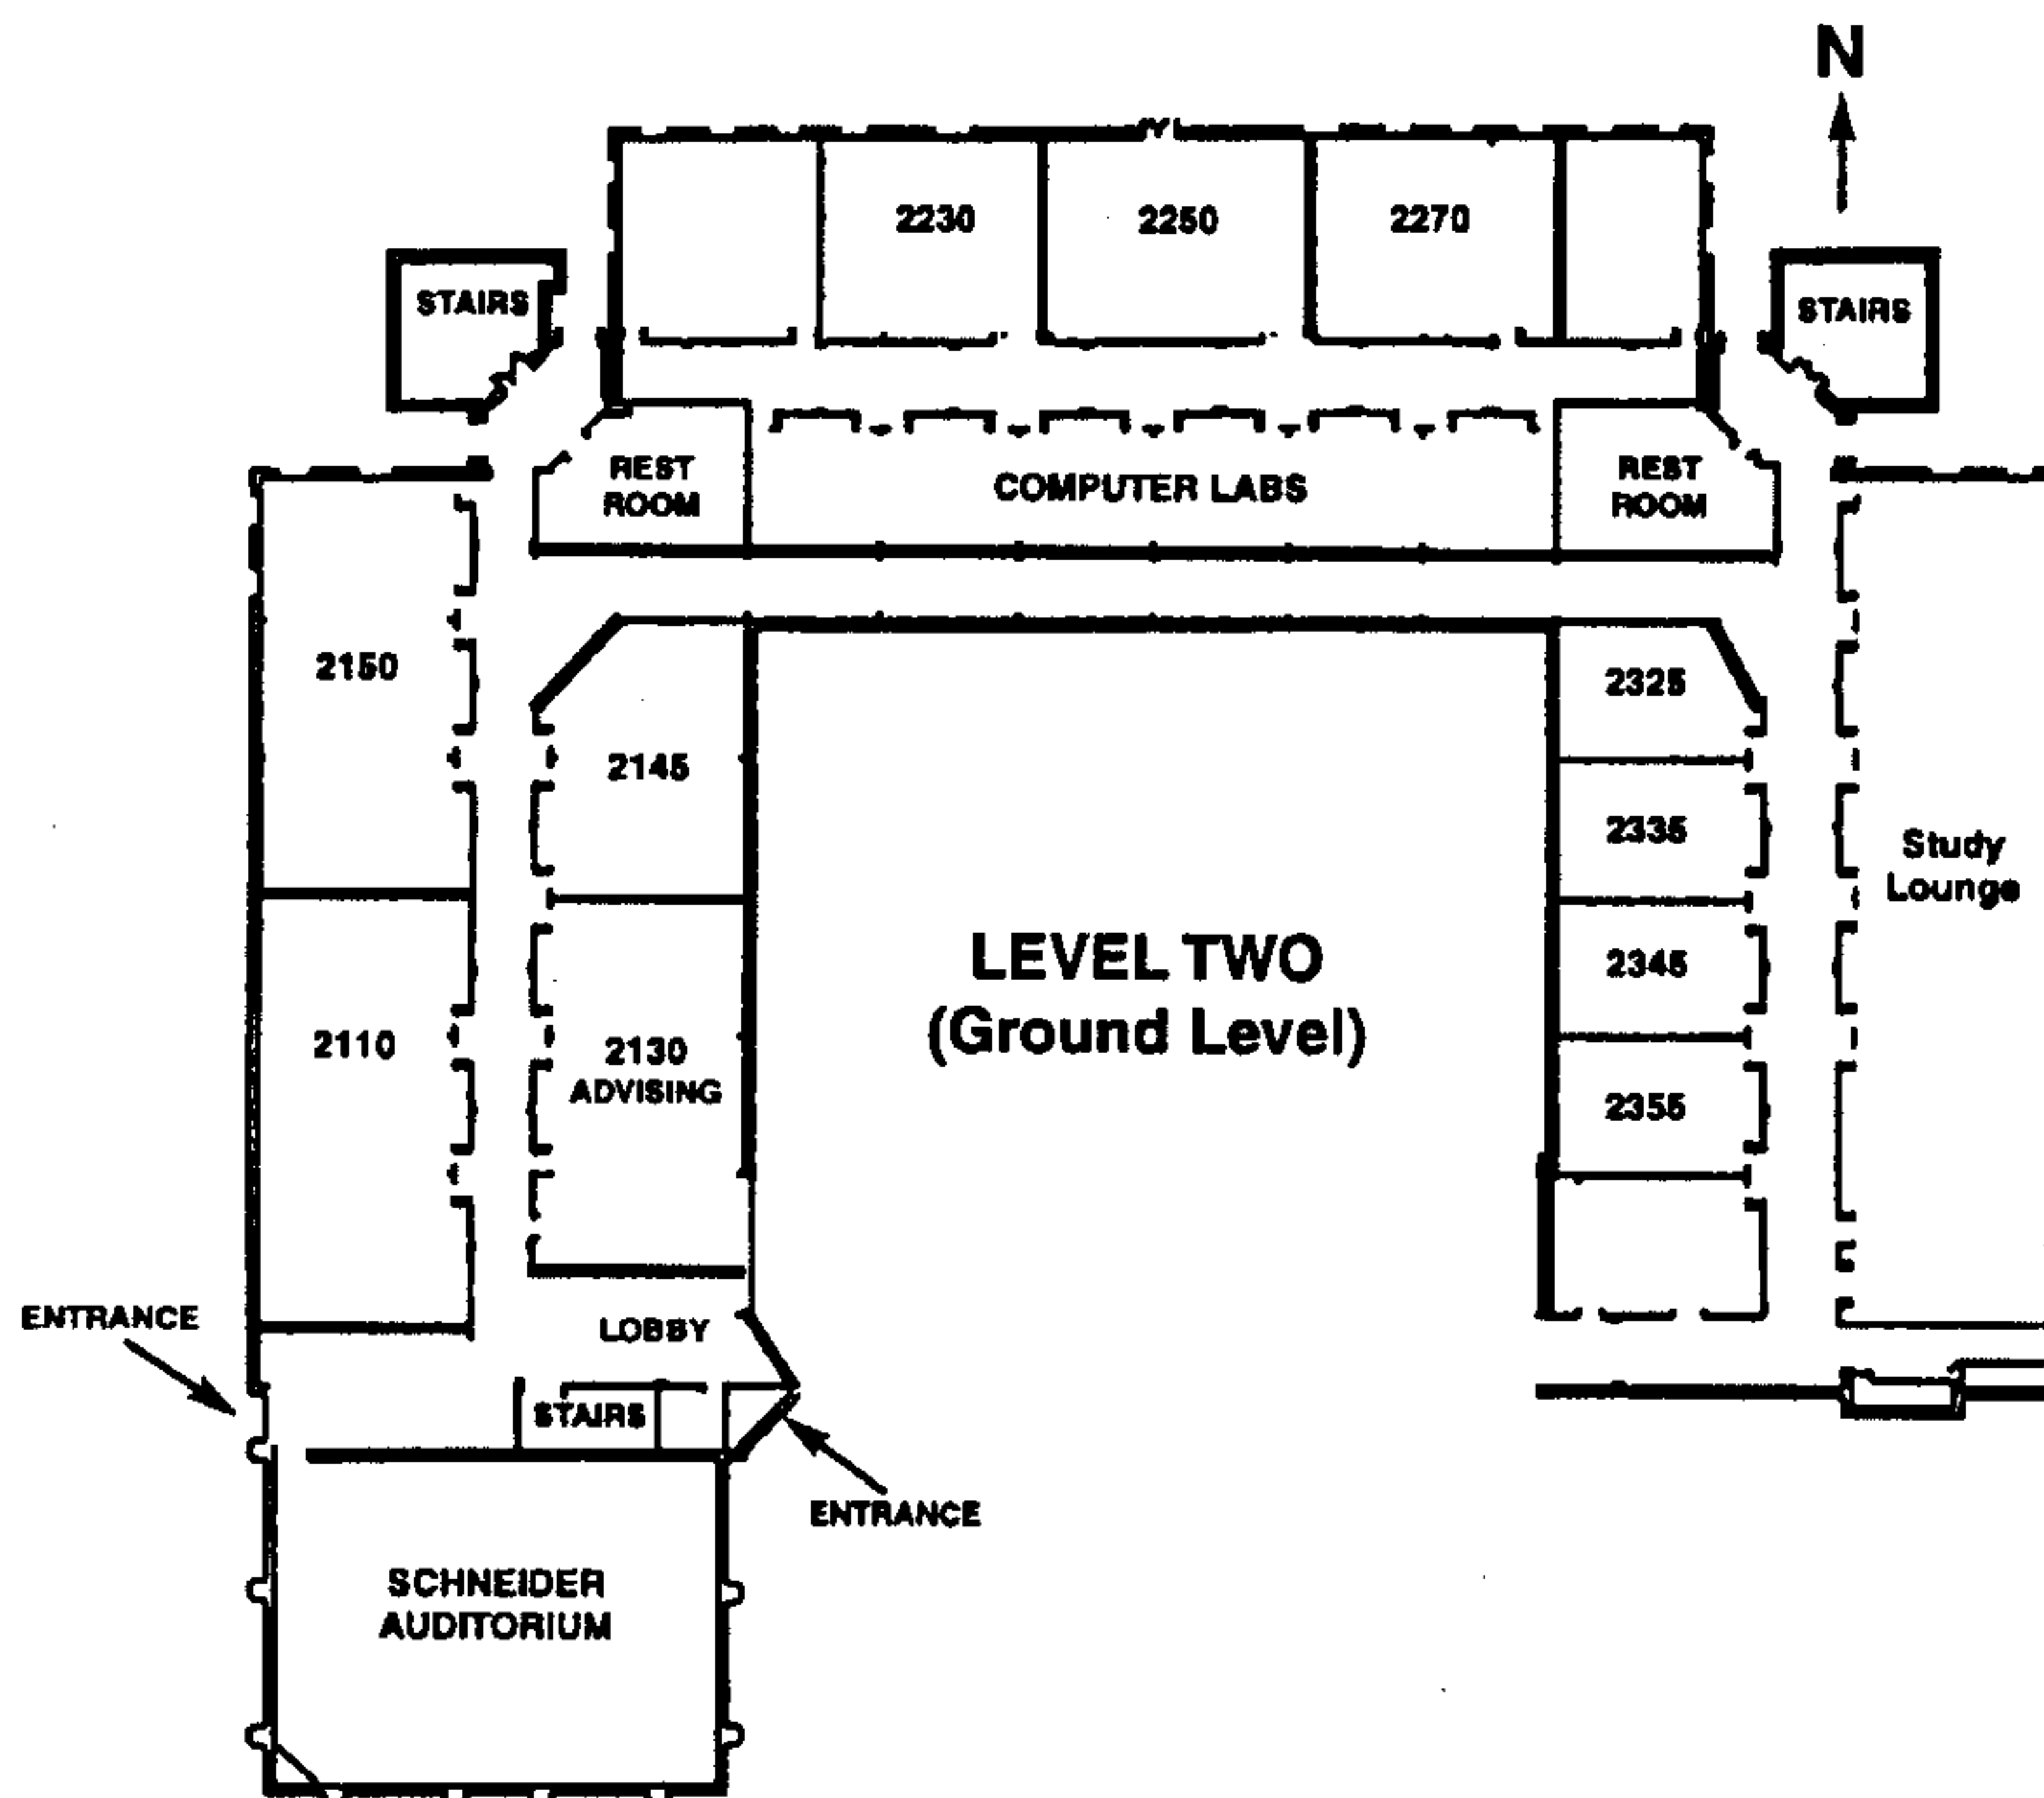 N
2230
2250
2270
STAIRS
STAIRS
REST
ROOM
COMPUTER LABS
REST
ROOM
2150
2325
2145
2335
Study
Lounge
LEVEL TWO
(Ground Level)
2345
2110
2130
ADVISING
2355
ENTRANCE
LOBBY
STAIRS
ENTRANCE
SCHNEIDER
AUDITORIUM